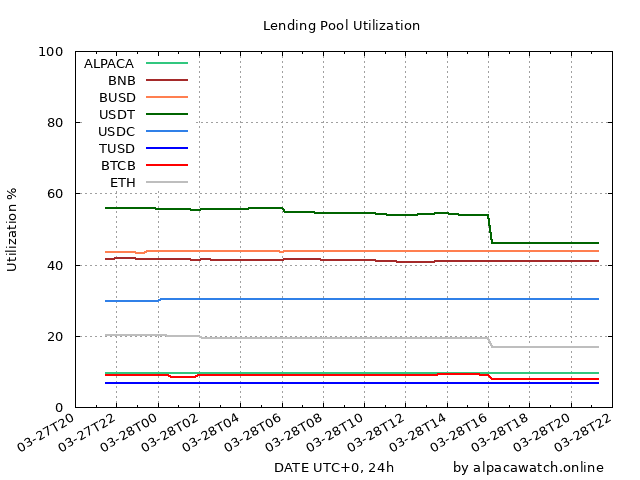 Lending Pool Utilization
100
80
60
40
20
0
Utilization %
ALPACA
BNB
BUSD
USDT
USDC
TUSD
BTCB
ETH
03-27T20
03-27T22
03-28T00
03-28T02
03-28T04
03-28T06
03-28T08
03-28T10
03-28T12
03-28T14
03-28T16
03-28T18
03-28T20
03-28T22
DATE UTC+0, 24h
by alpacawatch.online